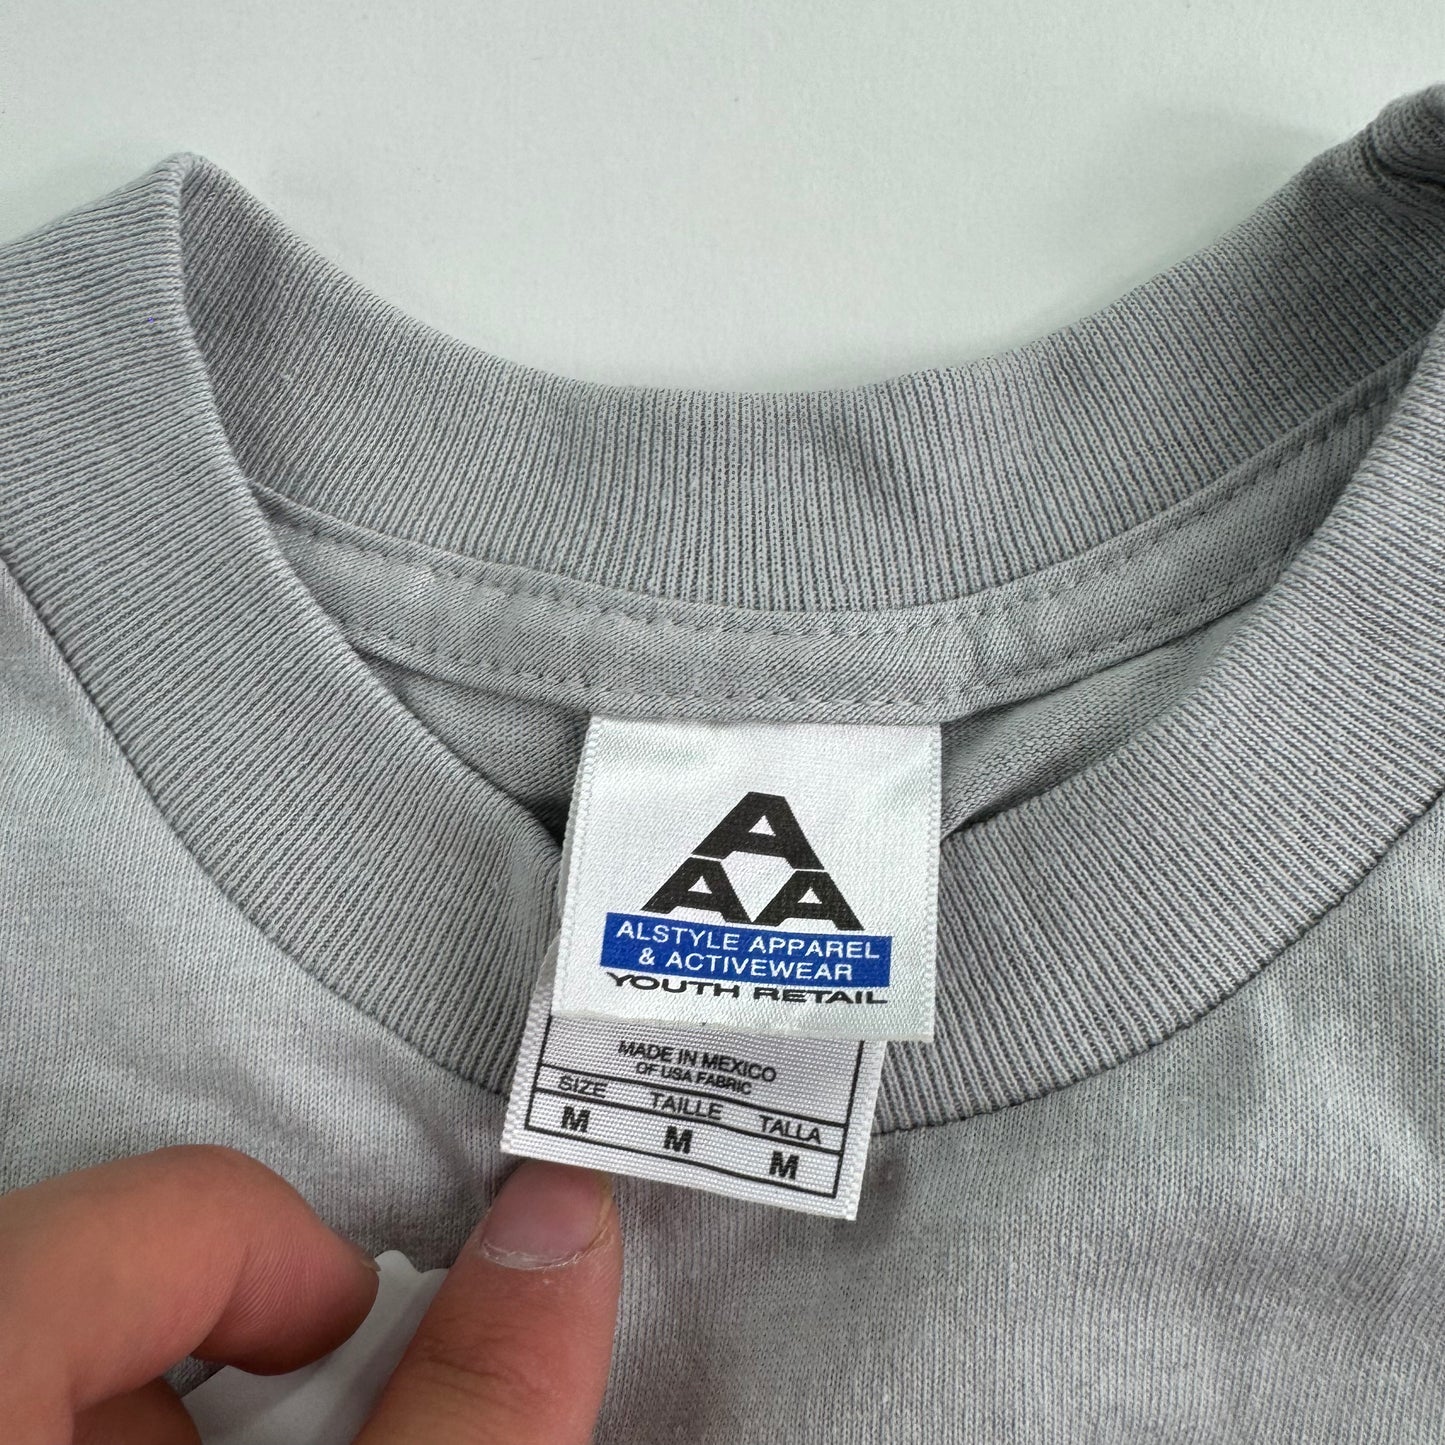 A
A A
ALSTYLE APPAREL
& ACTIVEWEAR
YOUTH RETAIL
MADE IN MEXICO
OF USA FABRIC
SIZE TAILLE TALLA
M M M